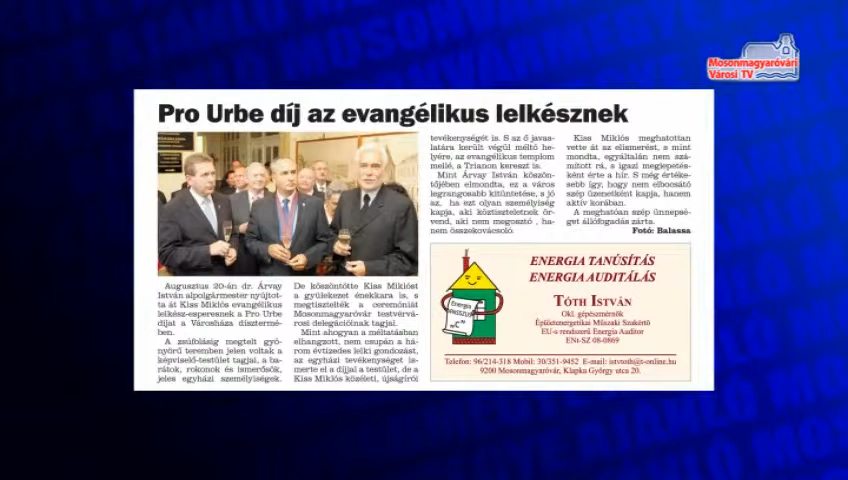 Mosonmagyaróvári
Városi TV
Pro Urbe díj az evangélikus lelkésznek
Augusztus 20-án dr. Árvay
István alpolgármester nyújtot-
ta át Kiss Miklós evangélikus
lelkész-esperesnek a Pro Urbe
díjat a Városháza dísztermé-
ben.
A zsúfolásig megtelt gyö-
nyörű teremben jelen voltak a
képviselő-testület tagjai, a ba-
rátok, rokonok és ismerősök,
jeles egyházi személyiségek.
De köszöntötte Kiss Miklóst
a gyülekezet énekkara is, s
megtisztelték a ceremóniát
Mosonmagyaróvár testvérvá-
rosi delegációinak tagjai.
Mint ahogyan a méltatásban
elhangzott, nem csupán a há-
rom évtizedes lelki gondozást,
az egyházi tevékenységet is-
merte el a díjjal a testület, de a
Kiss Miklós közéleti, újságírói
tevékenységét is. S az ő javas-
latára került végül méltó he-
lyére, az evangélikus templom
mellé, a Trianon kereszt is.
Mint Árvay István köszön-
tőjében elmondta, ez a város
legrangosabb kitüntetése, s jó
az, ha ezt olyan személyiség
kapja, aki köztiszteletnek ör-
vend, aki nem megosztó , ha-
nem összekovácsoló.
Kiss Miklós meghatottan
vette át az elismerést, s mint
mondta, egyáltalán nem szá-
mított rá, s igazi meglepetés-
ként érte a hír. S még értéke-
sebb így, hogy nem elbocsátó
szép üzenetként kapja, hanem
aktív korában.
A meghatóan szép ünnepsé-
get állófogadás zárta.
Fotó: Balassa
ENERGIA TANÚSÍTÁS
ENERGIA AUDITÁLÁS
TÓTH ISTVÁN
Okl. gépészmérnök
Épületenergetikai Műszaki Szakértő
EU-s rendszerű Energia Auditor
ENt-SZ 08-0869
Telefon: 96/214-318 Mobil: 30/351-9452 E-mail: istvtoth@t-online.hu
9200 Mosonmagyaróvár, Klapka György utca 20.